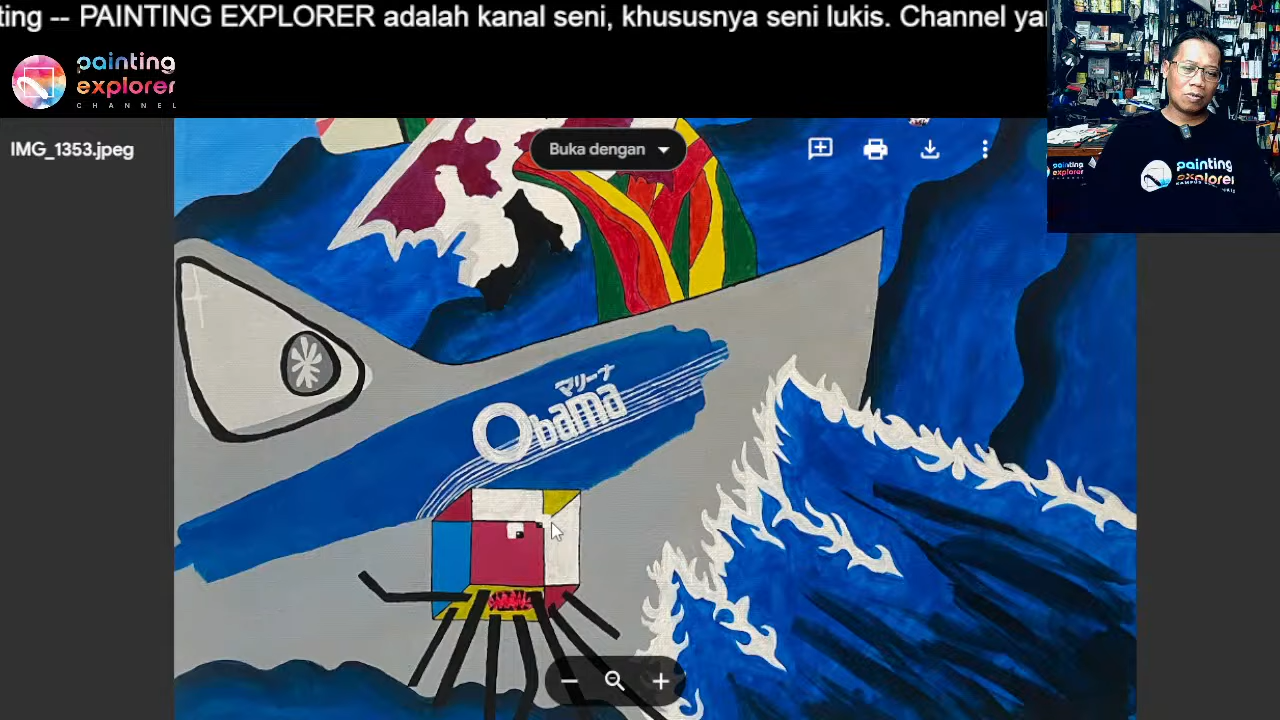 ting -- PAINTING EXPLORER adalah kanal seni, khususnya seni lukis. Channel ya
painting
explorer
CHANNEL
IMG_1353.jpeg
Buka dengan
マリーナ
Obama
painting
explorer
painting
explorer